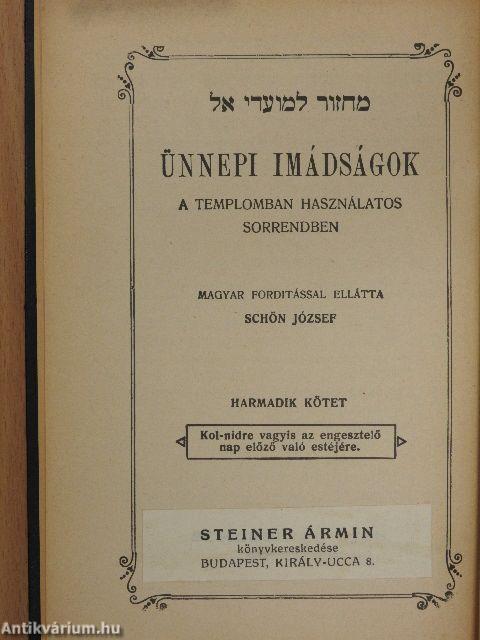 מחזור למועדי אל
ÜNNEPI IMÁDSÁGOK
A TEMPLOMBAN HASZNÁLATOS
SORRENDBEN
MAGYAR FORDITÁSSAL ELLÁTTA
SCHÖN JÓZSEF
HARMADIK KÖTET
Kol-nidre vagyis az engesztelő
nap előző való estéjére.
STEINER ÁRMIN
könyvkereskedése
BUDAPEST, KIRÁLY-UCCA 8.
Antikvárium.hu